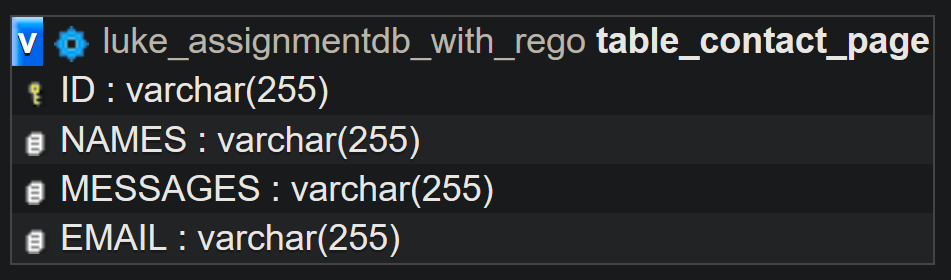 v luke_assignmentdb_with_rego table_contact_page
ID : varchar(255)
NAMES : varchar(255)
MESSAGES : varchar(255)
EMAIL : varchar(255)